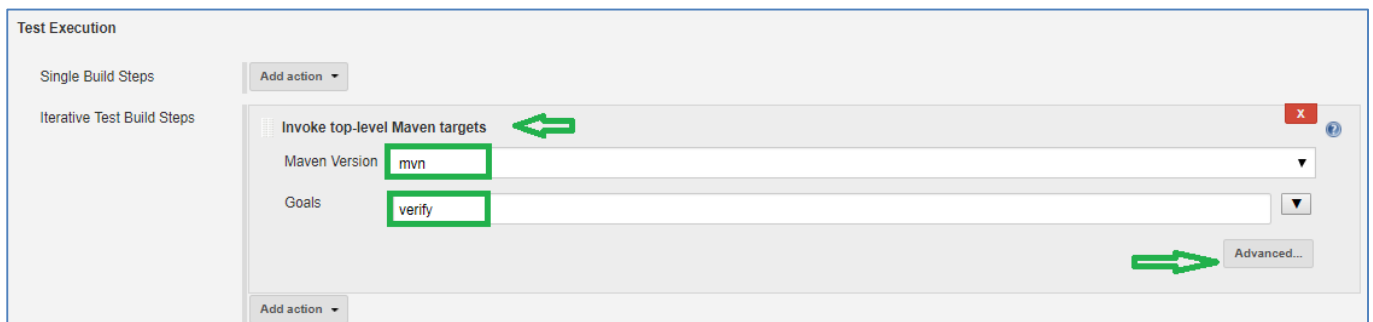 Test Execution
Single Build Steps
Add action
Iterative Test Build Steps
Invoke top-level Maven targets
X
?
Maven Version
mvn
Goals
verify
Advanced...
Add action